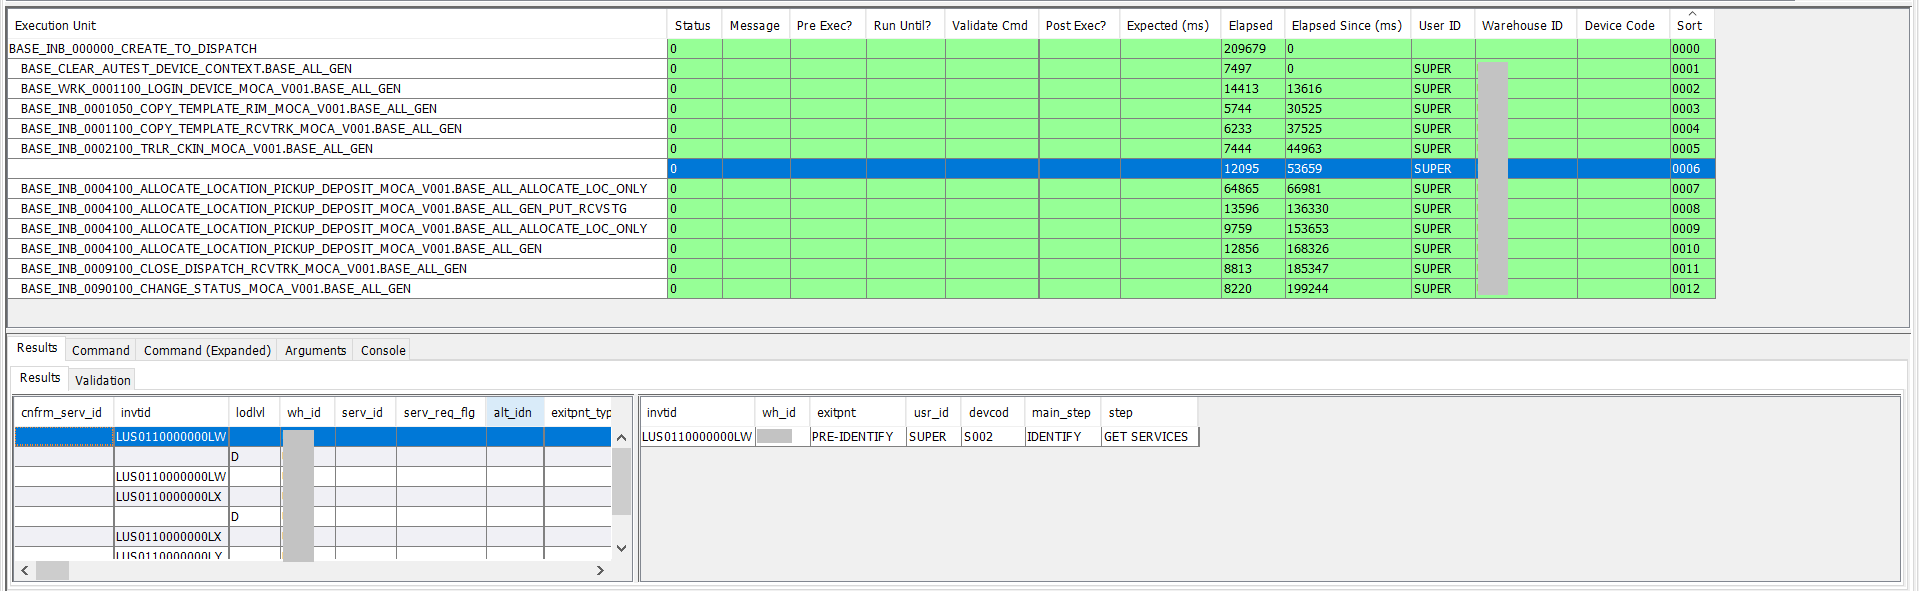 Execution Unit Status Message Pre Exec? Run Until? Validate Cmd Post Exec? Expected (ms) Elapsed Elapsed Since (ms) User ID Warehouse ID Device Code Sort
BASE_INB_000000_CREATE_TO_DISPATCH 0 209679 0 0000
BASE_CLEAR_AUTEST_DEVICE_CONTEXT.BASE_ALL_GEN 0 7497 0 SUPER 0001
BASE_WRK_0001100_LOGIN_DEVICE_MOCA_V001.BASE_ALL_GEN 0 14413 13616 SUPER 0002
BASE_INB_0001050_COPY_TEMPLATE_RIM_MOCA_V001.BASE_ALL_GEN 0 5744 30525 SUPER 0003
BASE_INB_0001100_COPY_TEMPLATE_RCVTRK_MOCA_V001.BASE_ALL_GEN 0 6233 37525 SUPER 0004
BASE_INB_0002100_TRLR_CKIN_MOCA_V001.BASE_ALL_GEN 0 7444 44963 SUPER 0005
0 12095 53659 SUPER 0006
BASE_INB_0004100_ALLOCATE_LOCATION_PICKUP_DEPOSIT_MOCA_V001.BASE_ALL_ALLOCATE_LOC_ONLY 0 64865 66981 SUPER 0007
BASE_INB_0004100_ALLOCATE_LOCATION_PICKUP_DEPOSIT_MOCA_V001.BASE_ALL_GEN_PUT_RCVSTG 0 13596 136330 SUPER 0008
BASE_INB_0004100_ALLOCATE_LOCATION_PICKUP_DEPOSIT_MOCA_V001.BASE_ALL_ALLOCATE_LOC_ONLY 0 9759 153653 SUPER 0009
BASE_INB_0004100_ALLOCATE_LOCATION_PICKUP_DEPOSIT_MOCA_V001.BASE_ALL_GEN 0 12856 168326 SUPER 0010
BASE_INB_0009100_CLOSE_DISPATCH_RCVTRK_MOCA_V001.BASE_ALL_GEN 0 8813 185347 SUPER 0011
BASE_INB_0090100_CHANGE_STATUS_MOCA_V001.BASE_ALL_GEN 0 8220 199244 SUPER 0012
Results Command Command (Expanded) Arguments Console
Results Validation
cnfrm_serv_id invtid lodlvl wh_id serv_id serv_req_flg alt_idn exitpnt_typ
LUS0110000000LW
D
LUS0110000000LW
LUS0110000000LX
D
LUS0110000000LX
LUS0110000000LY
invtid wh_id exitpnt usr_id devcod main_step step
LUS0110000000LW PRE-IDENTIFY SUPER S002 IDENTIFY GET SERVICES